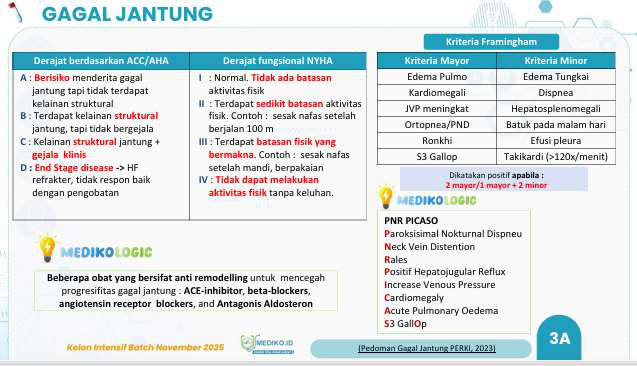 GAGAL JANTUNG
Derajat berdasarkan ACC/AHA
A : Berisiko menderita gagal
jantung tapi tidak terdapat
kelainan struktural
B : Terdapat kelainan struktural
jantung, tapi tidak bergejala
C : Kelainan struktural jantung +
gejala klinis
D : End Stage disease -> HF
refrakter, tidak respon baik
dengan pengobatan
Derajat fungsional NYHA
I : Normal. Tidak ada batasan
aktivitas fisik
II : Terdapat sedikit batasan aktivitas
fisik. Contoh : sesak nafas setelah
berjalan 100 m
III : Terdapat batasan fisik yang
bermakna. Contoh : sesak nafas
setelah mandi, berpakaian
IV : Tidak dapat melakukan
aktivitas fisik tanpa keluhan.
Kriteria Framingham
Kriteria Mayor Kriteria Minor
Edema Pulmo Edema Tungkai
Kardiomegali Dispnea
JVP meningkat Hepatosplenomegali
Ortopnea/PND Batuk pada malam hari
Ronkhi Efusi pleura
S3 Gallop Takikardi (>120x/menit)
Dikatakan positif apabila :
2 mayor/1 mayor + 2 minor
MEDIKOLOGIC
PNR PICASO
Paroksisimal Nokturnal Dispneu
Neck Vein Distention
Rales
Positif Hepatojugular Reflux
Increase Venous Pressure
Cardiomegaly
Acute Pulmonary Oedema
S3 GallOp
MEDIKOLOGIC
Beberapa obat yang bersifat anti remodelling untuk mencegah
progresifitas gagal jantung : ACE-inhibitor, beta-blockers,
angiotensin receptor blockers, and Antagonis Aldosteron
Kelan Intensif Batch November 2025
MEDIKO.ID
(Pedoman Gagal Jantung PERKI, 2023)
3A